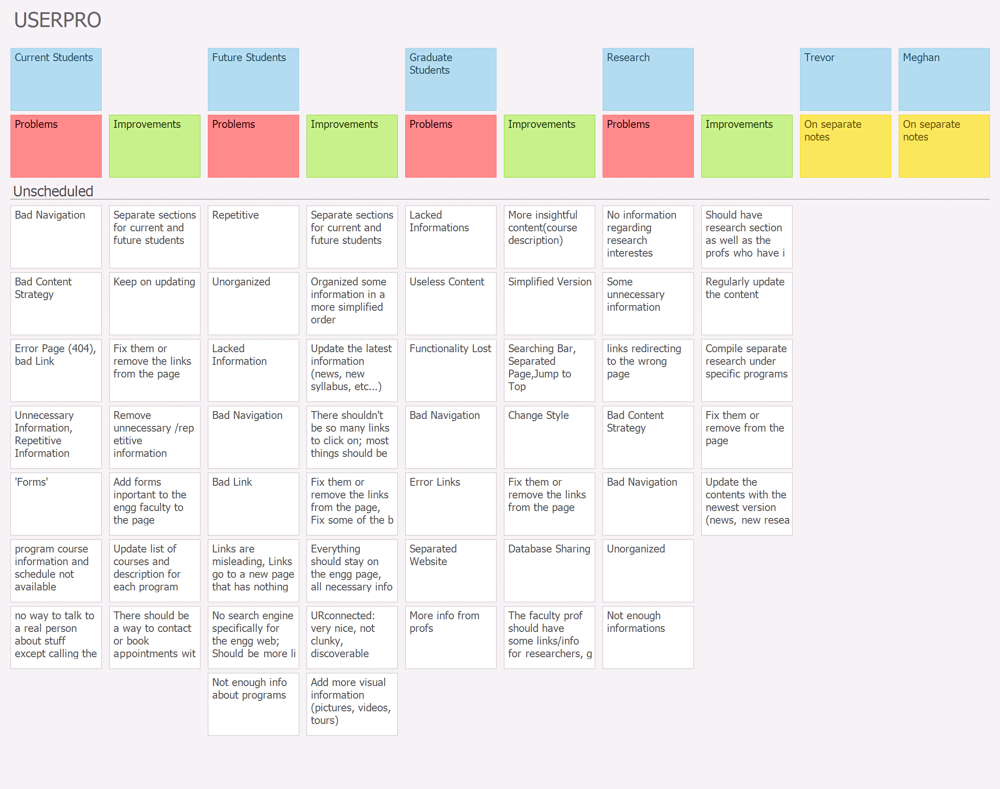 USERPRO
Current Students
Future Students
Graduate
Students
Research
Trevor
Meghan
Problems
Improvements
Problems
Improvements
Problems
Improvements
Problems
Improvements
On separate
notes
On separate
notes
Unscheduled
Bad Navigation
Separate sections
for current and
future students
Repetitive
Separate sections
for current and
future students
Lacked
Informations
More insightful
content(course
description)
No information
regarding
research
interestes
Should have
research section
as well as the
profs who have i
Bad Content
Strategy
Keep on updating
Unorganized
Organized some
information in a
more simplified
order
Useless Content
Simplified Version
Some
unnecessary
information
Regularly update
the content
Error Page (404),
bad Link
Fix them or
remove the links
from the page
Lacked
Information
Update the latest
information
(news, new
syllabus, etc...)
Functionality Lost
Searching Bar,
Separated
Page,Jump to
Top
links redirecting
to the wrong
page
Compile separate
research under
specific programs
Unnecessary
Information,
Repetitive
Information
Remove
unnecessary /rep
etitive
information
Bad Navigation
There shouldn't
be so many links
to click on; most
things should be
Bad Navigation
Change Style
Bad Content
Strategy
Fix them or
remove from the
page
'Forms'
Add forms
inportant to the
engg faculty to
the page
Bad Link
Fix them or
remove the links
from the page,
Fix some of the b
Error Links
Fix them or
remove the links
from the page
Bad Navigation
Update the
contents with the
newest version
(news, new resea
program course
information and
schedule not
available
Update list of
courses and
description for
each program
Links are
misleading, Links
go to a new page
that has nothing
Everything
should stay on
the engg page,
all necessary info
Separated
Website
Database Sharing
Unorganized
no way to talk to
a real person
about stuff
except calling the
There should be
a way to contact
or book
appointments wit
No search engine
specifically for
the engg web;
Should be more li
URconnected:
very nice, not
clunky,
discoverable
More info from
profs
The faculty prof
should have
some links/info
for researchers, g
Not enough
informations
Not enough info
about programs
Add more visual
information
(pictures, videos,
tours)